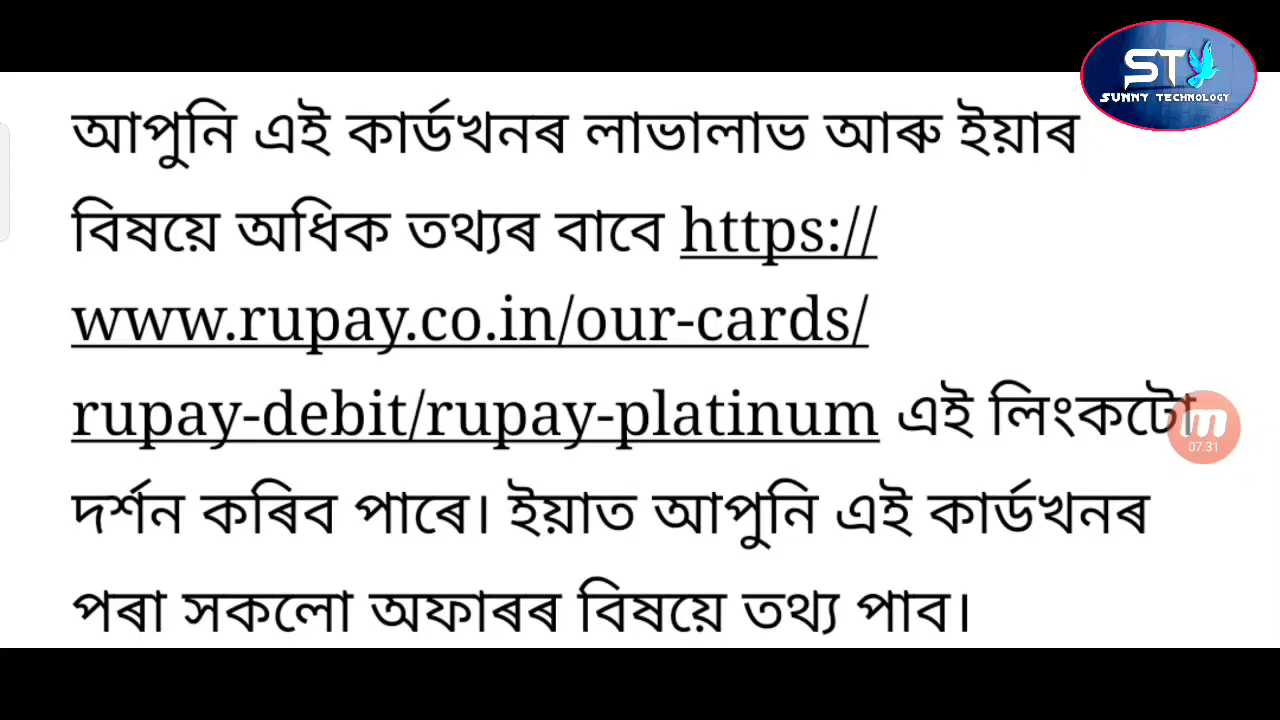 ST
SUNNY TECHNOLOGY
আপুনি এই কাৰ্ডখনৰ লাভালাভ আৰু ইয়াৰ
বিষয়ে অধিক তথ্যৰ বাবে https://
www.rupay.co.in/our-cards/
rupay-debit/rupay-platinum এই লিংকটো
07:31
দৰ্শন কৰিব পাৰে। ইয়াত আপুনি এই কাৰ্ডখনৰ
পৰা সকলো অফাৰৰ বিষয়ে তথ্য পাব।